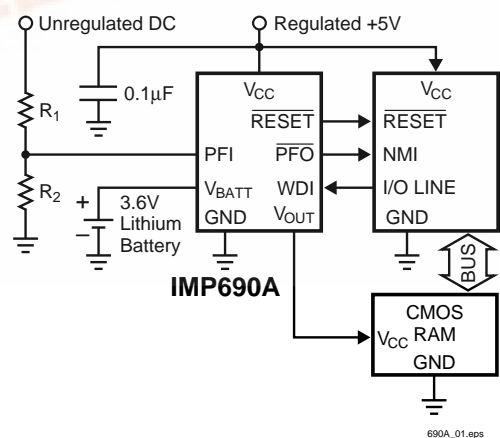 Unregulated DC
Regulated +5V
R1
0.1µF
VCC
RESET
PFI
PFO
VBATT
WDI
VOUT
GND
VCC
RESET
NMI
I/O LINE
GND
R2
+
–
3.6V
Lithium
Battery
IMP690A
BUS
CMOS
VCC RAM
GND
690A_01.eps